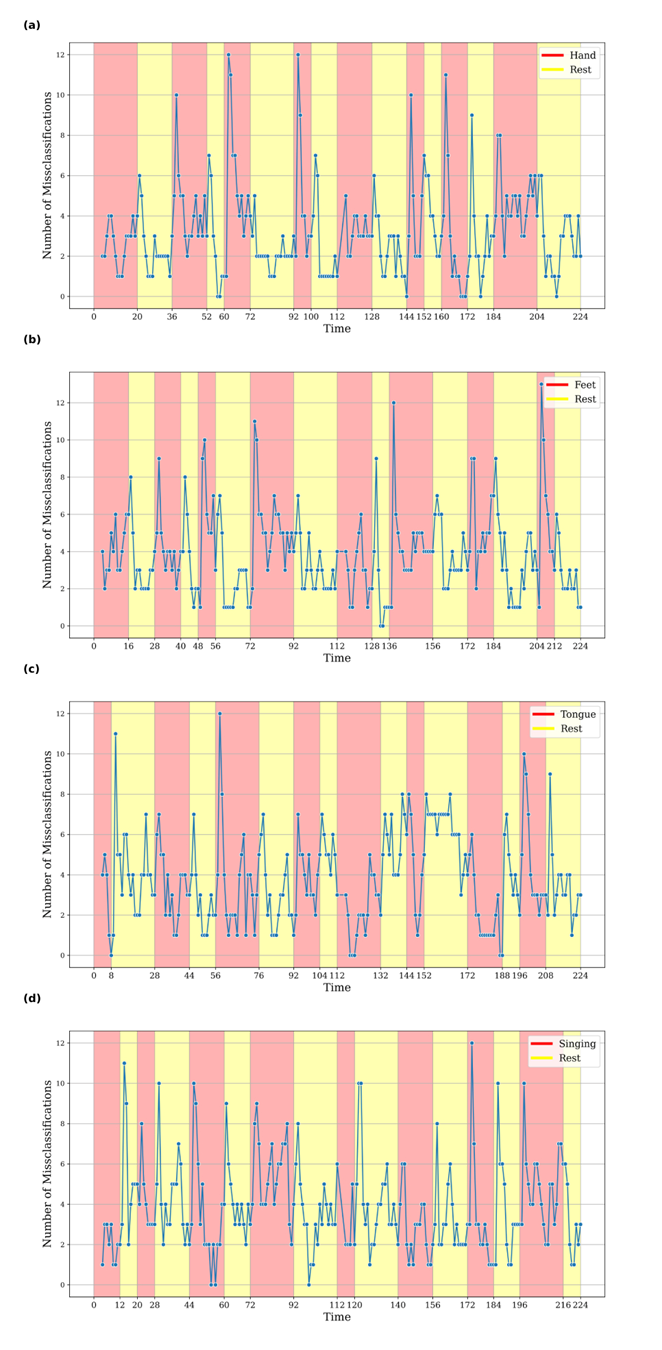 (a)
12
10
8
6
4
2
0
Number of Missclassifications
Hand
Rest
0 20 36 52 60 72 92 100 112 128 144 152 160 172 184 204 224
Time
(b)
12
10
8
6
4
2
0
Number of Missclassifications
Feet
Rest
0 16 28 40 48 56 72 92 112 128 136 156 172 184 204 212 224
Time
(c)
12
10
8
6
4
2
0
Number of Missclassifications
Tongue
Rest
0 8 28 44 56 76 92 104 112 132 144 152 172 188 196 208 224
Time
(d)
12
10
8
6
4
2
0
Number of Missclassifications
Singing
Rest
0 12 20 28 44 60 72 92 112 120 140 156 172 184 196 216 224
Time